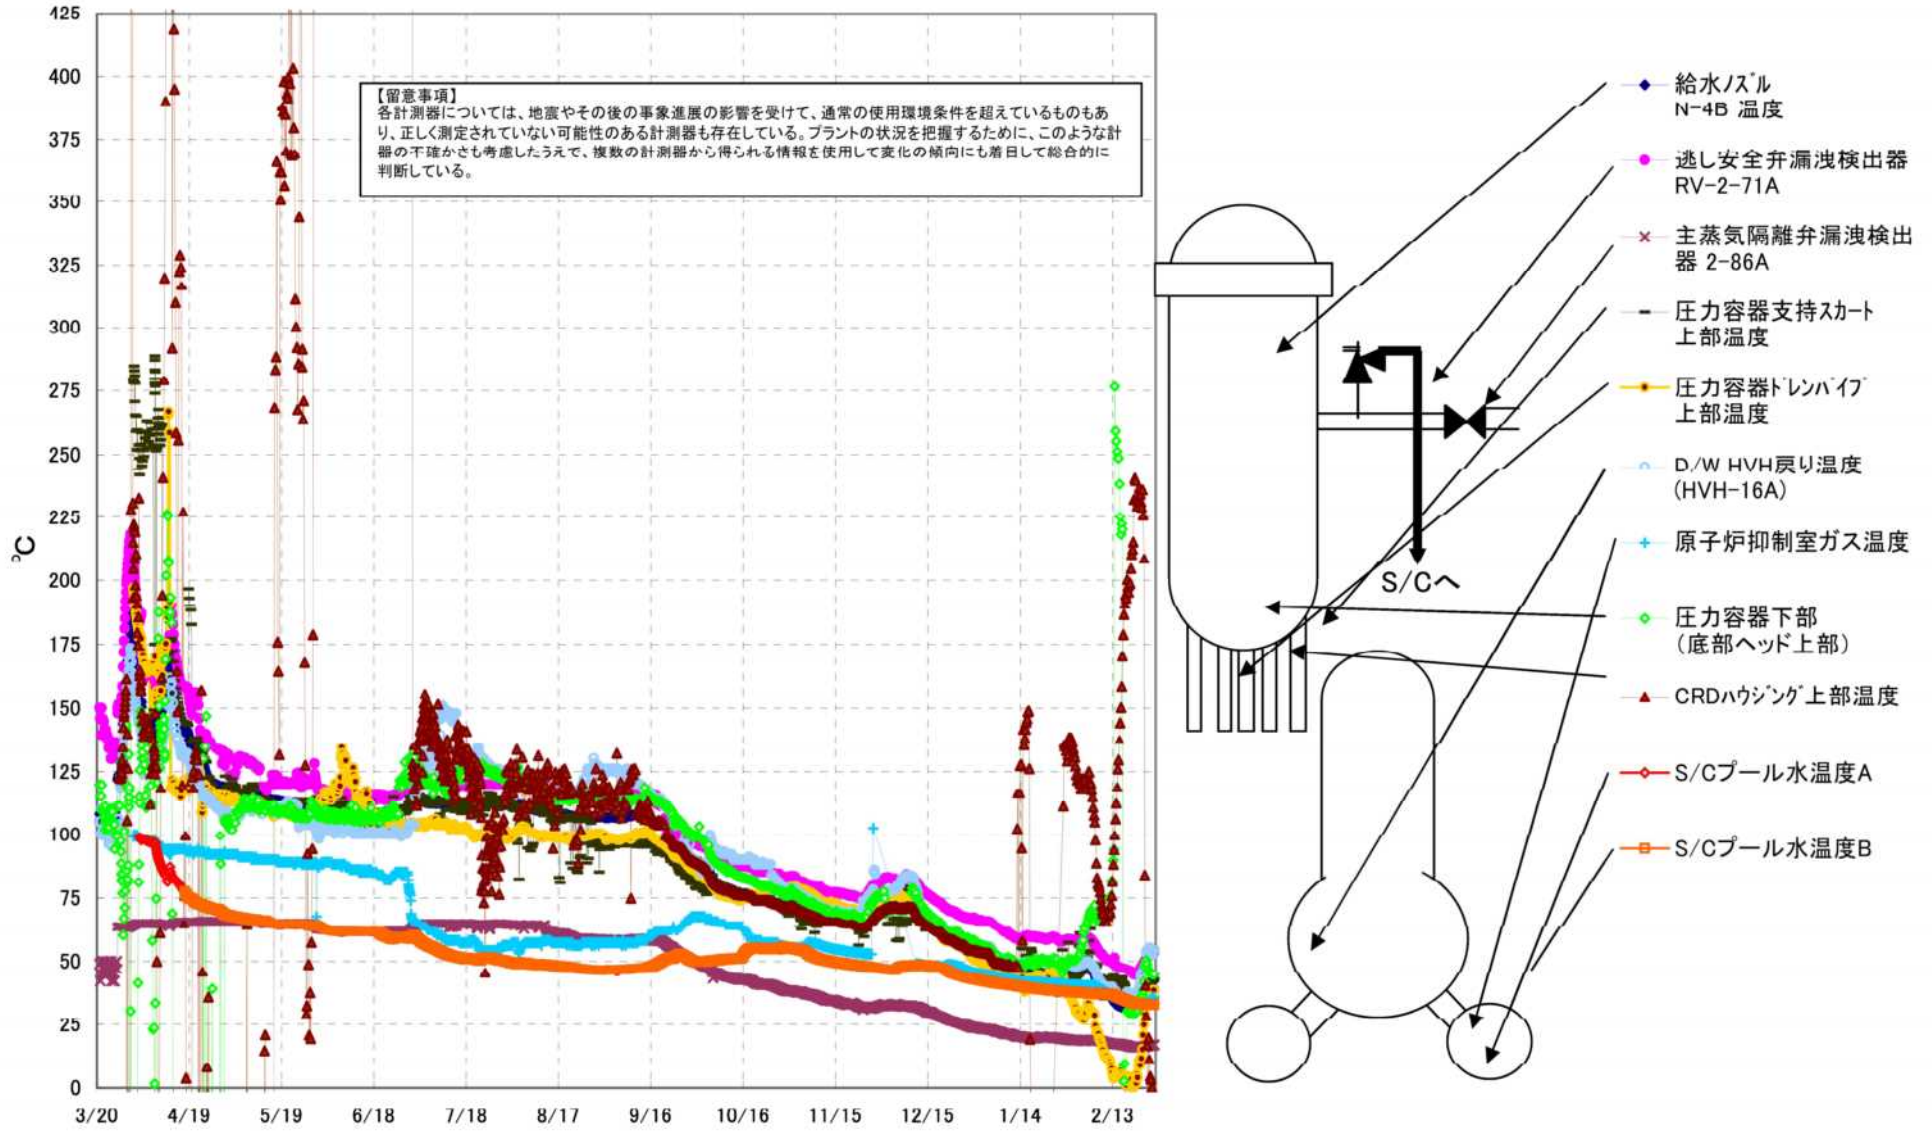 425
400
375
350
325
300
275
250
225
200
175
150
125
100
75
50
25
0
℃
3/20
4/19
5/19
6/18
7/18
8/17
9/16
10/16
11/15
12/15
1/14
2/13
【留意事項】
各計測器については、地震やその後の事象進展の影響を受けて、通常の使用環境条件を超えているものもあ
り、正しく測定されていない可能性のある計測器も存在している。プラントの状況を把握するために、このような計
器の不確かさも考慮したうえで、複数の計測器から得られる情報を使用して変化の傾向にも着目して総合的に
判断している。
S/Cへ
給水ノズル
N-4B 温度
逃し安全弁漏洩検出器
RV-2-71A
主蒸気隔離弁漏洩検出
器 2-86A
圧力容器支持スカート
上部温度
圧力容器ドレンパイプ
上部温度
D/W HVH戻り温度
(HVH-16A)
原子炉抑制室ガス温度
圧力容器下部
（底部ヘッド上部）
CRDハウジング上部温度
S/Cプール水温度A
S/Cプール水温度B